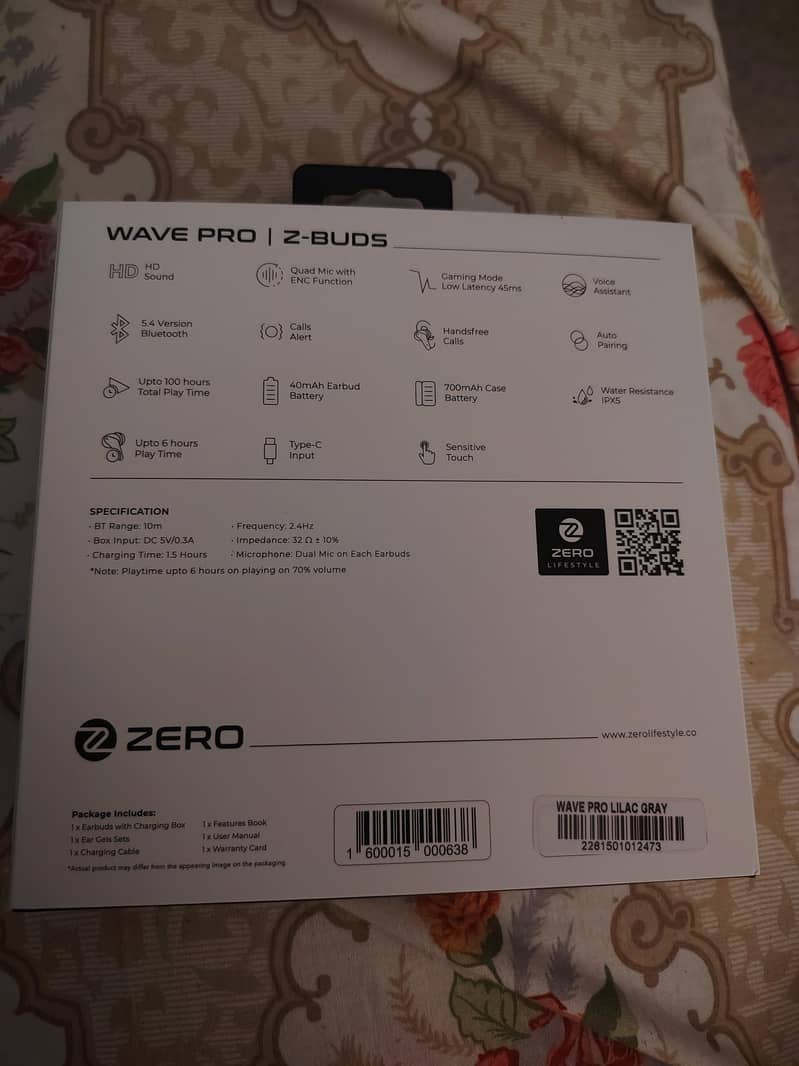 WAVE PRO | Z-BUDS
HD
HD
Sound
Quad Mic with
ENC Function
Gaming Mode
Low Latency 45ms
Voice
Assistant
5.4 Version
Bluetooth
Calls
Alert
Handsfree
Calls
Auto
Pairing
Upto 100 hours
Total Play Time
40mAh Earbud
Battery
700mAh Case
Battery
Water Resistance
IPX5
Upto 6 hours
Play Time
Type-C
Input
Sensitive
Touch
SPECIFICATION
· BT Range: 10m
· Box Input: DC 5V/0.3A
· Charging Time: 1.5 Hours
· Frequency: 2.4Hz
· Impedance: 32 Ω ± 10%
· Microphone: Dual Mic on Each Earbuds
*Note: Playtime upto 6 hours on playing on 70% volume
ZERO
LIFESTYLE
ZERO
www.zerolifestyle.co
Package Includes:
1 x Earbuds with Charging Box
1 x Ear Gels Sets
1 x Charging Cable
1 x Features Book
1 x User Manual
1 x Warranty Card
*Actual product may differ from the appearing image on the packaging.
1 600015 000638
WAVE PRO LILAC GRAY
2261501012473